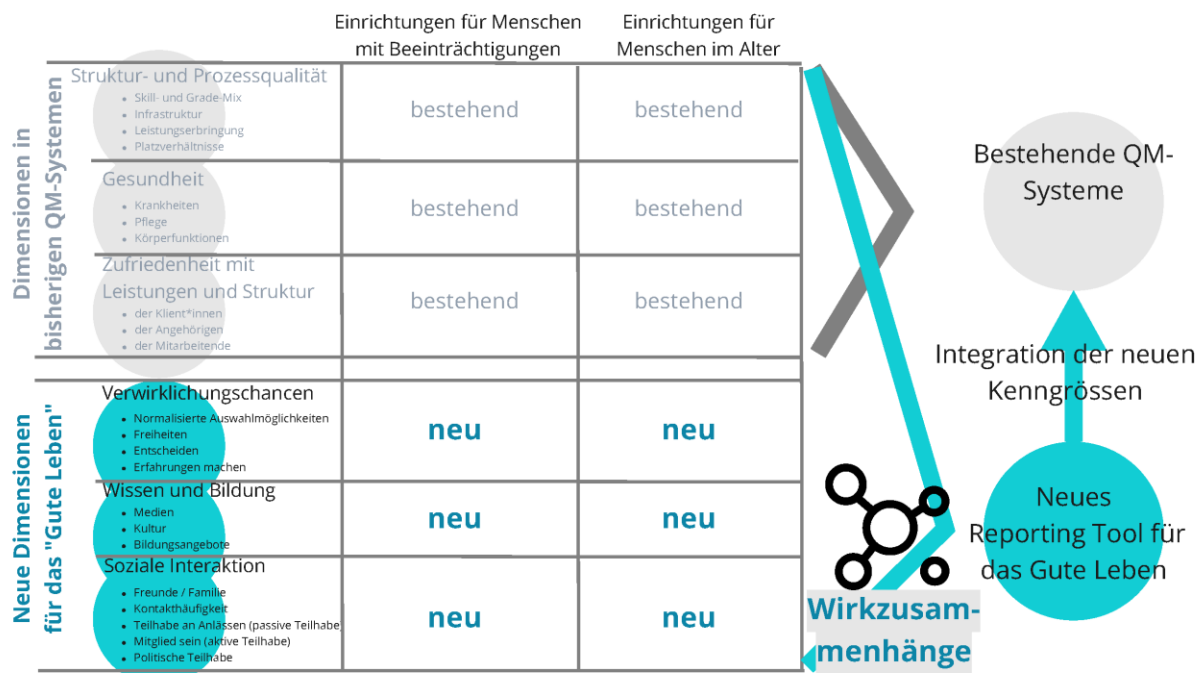 Einrichtungen für Menschen
mit Beeinträchtigungen
Einrichtungen für
Menschen im Alter
Dimensionen in
bisherigen QM-Systemen
Struktur- und Prozessqualität
• Skill- und Grade-Mix
• Infrastruktur
• Leistungserbringung
• Platzverhältnisse
bestehend
bestehend
Gesundheit
• Krankheiten
• Pflege
• Körperfunktionen
bestehend
bestehend
Zufriedenheit mit
Leistungen und Struktur
• der Klient*innen
• der Angehörigen
• der Mitarbeitende
bestehend
bestehend
Neue Dimensionen
für das "Gute Leben"
Verwirklichungschancen
• Normalisierte Auswahlmöglichkeiten
• Freiheiten
• Entscheiden
• Erfahrungen machen
neu
neu
Wissen und Bildung
• Medien
• Kultur
• Bildungsangebote
neu
neu
Soziale Interaktion
• Freunde / Familie
• Kontakthäufigkeit
• Teilhabe an Anlässen (passive Teilhabe)
• Mitglied sein (aktive Teilhabe)
• Politische Teilhabe
neu
neu
Wirkzusam-
menhänge
Bestehende QM-
Systeme
Integration der neuen
Kenngrössen
Neues
Reporting Tool für
das Gute Leben